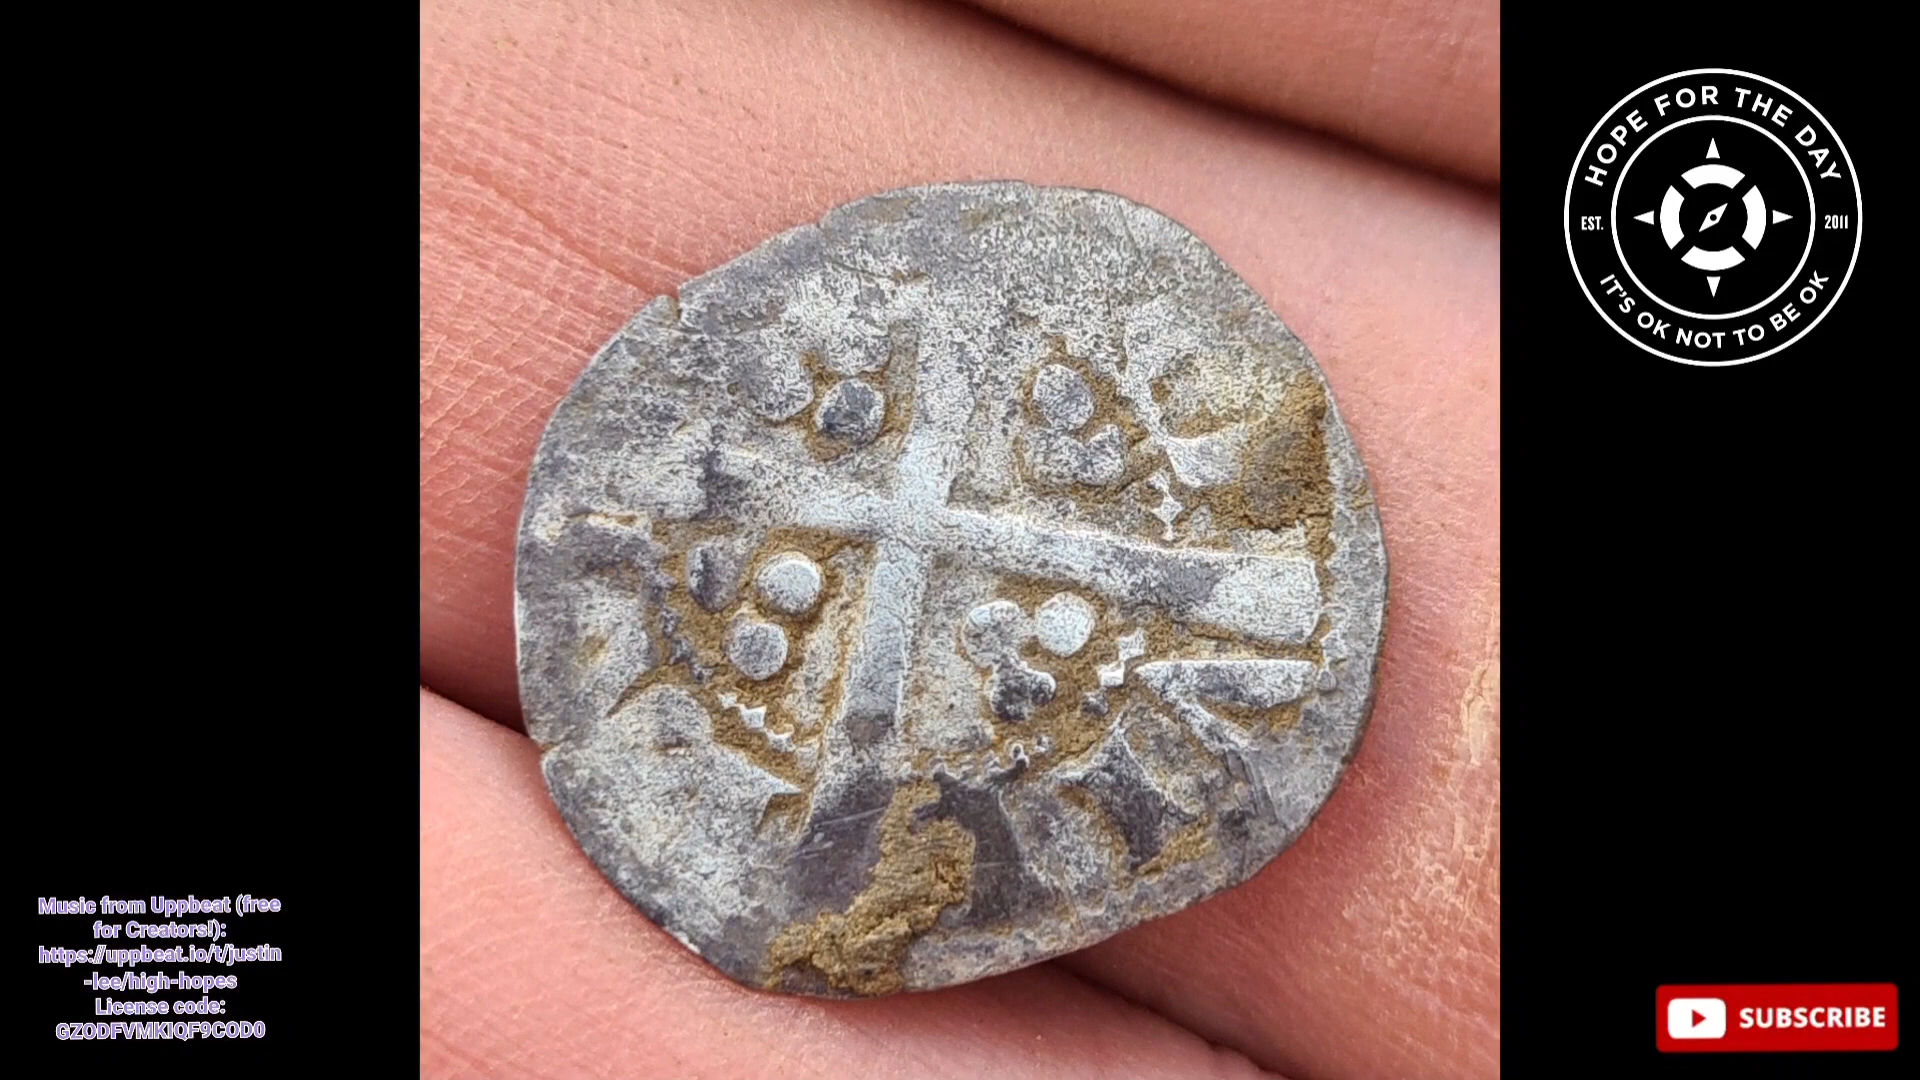 HOPE FOR THE DAY
EST.
2011
IT'S OK NOT TO BE OK
Music from Uppbeat (free
for Creators!):
https://uppbeat.io/t/justin
-lee/high-hopes
License code:
GZODFVMKIQF9COD0
SUBSCRIBE